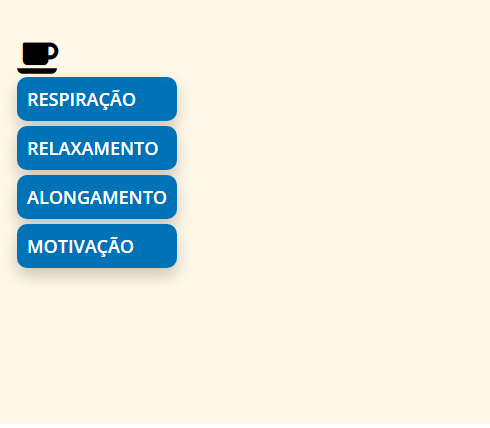 RESPIRAÇÃO
RELAXAMENTO
ALONGAMENTO
MOTIVAÇÃO